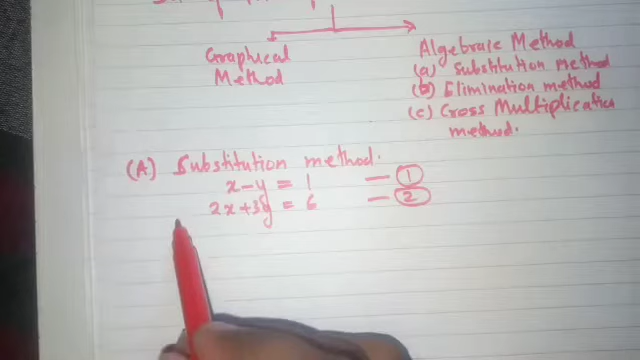 Graphical
Method
Algebraic Method
(a) Substitution method
(b) Elimination method
(c) Cross Multiplication
method.
(A) Substitution method.
x-y = 1 — 1
2x+3y = 6 — 2